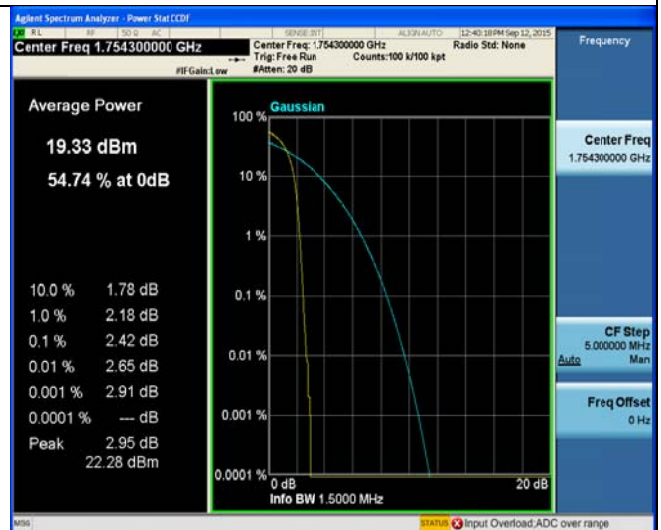 Agilent Spectrum Analyzer - Power Stat CCDF
RL RF 50 Ω AC SENSE:INT ALIGN AUTO 12:40:18 PM Sep 12, 2015
Center Freq 1.754300000 GHz
Center Freq: 1.754300000 GHz Radio Std: None
Trig: Free Run Counts:100 k/100 kpt
#IFGain:Low #Atten: 20 dB
Frequency
Average Power
19.33 dBm
54.74 % at 0dB
10.0 % 1.78 dB
1.0 % 2.18 dB
0.1 % 2.42 dB
0.01 % 2.65 dB
0.001 % 2.91 dB
0.0001 % --- dB
Peak 2.95 dB
22.28 dBm
Gaussian
100 %
10 %
1 %
0.1 %
0.01 %
0.001 %
0.0001 %
0 dB 20 dB
Info BW 1.5000 MHz
Center Freq
1.754300000 GHz
CF Step
5.000000 MHz
Auto Man
Freq Offset
0 Hz
MSG STATUS Input Overload;ADC over range